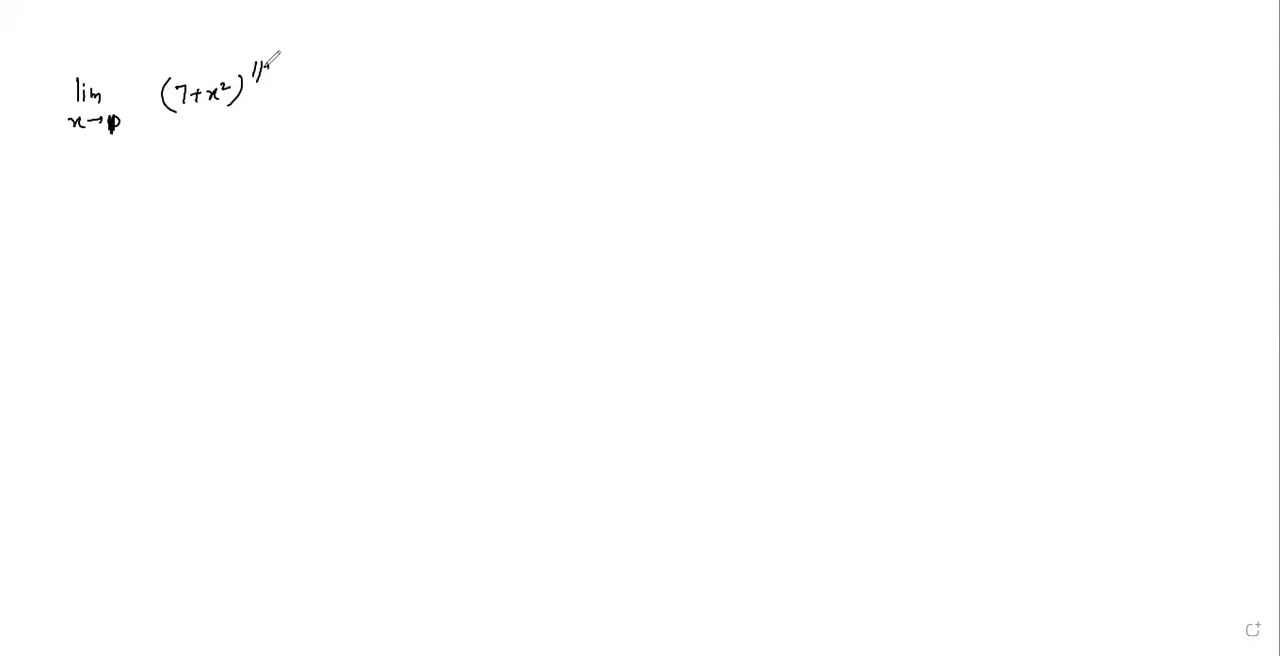 lim (7+x²)
x→